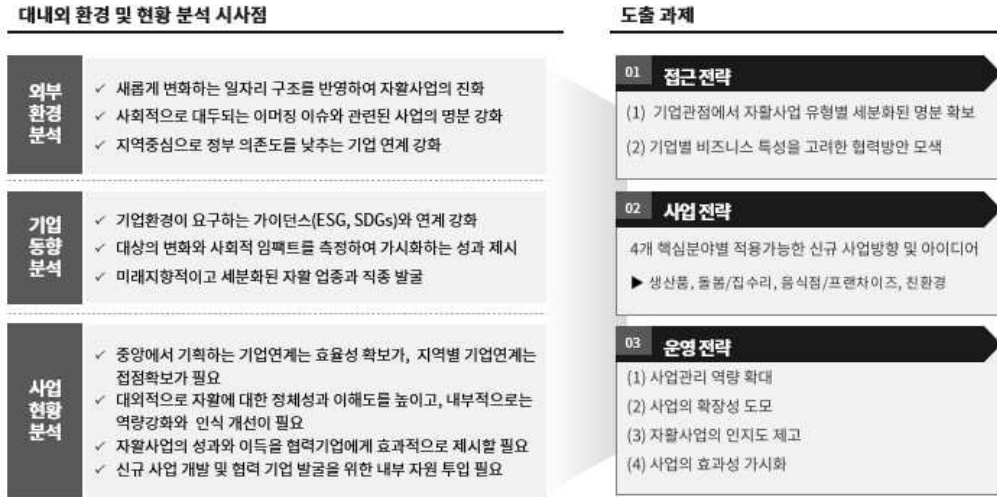 대내외 환경 및 현황 분석 시사점
외부
환경
분석
✓ 새롭게 변화하는 일자리 구조를 반영하여 자활사업의 진화
✓ 사회적으로 대두되는 이머징 이슈와 관련된 사업의 명분 강화
✓ 지역중심으로 정부 의존도를 낮추는 기업 연계 강화
기업
동향
분석
✓ 기업환경이 요구하는 가이던스(ESG, SDGs)와 연계 강화
✓ 대상의 변화와 사회적 임팩트를 측정하여 가시화하는 성과 제시
✓ 미래지향적이고 세분화된 자활 업종과 직종 발굴
사업
현황
분석
✓ 중앙에서 기획하는 기업연계는 효율성 확보가, 지역별 기업연계는
접점확보가 필요
✓ 대외적으로 자활에 대한 정체성과 이해도를 높이고, 내부적으로는
역량강화와 인식 개선이 필요
✓ 자활사업의 성과와 이득을 협력기업에게 효과적으로 제시할 필요
✓ 신규 사업 개발 및 협력 기업 발굴을 위한 내부 자원 투입 필요
도출 과제
01 접근 전략
(1) 기업관점에서 자활사업 유형별 세분화된 명분 확보
(2) 기업별 비즈니스 특성을 고려한 협력방안 모색
02 사업 전략
4개 핵심분야별 적용가능한 신규 사업방향 및 아이디어
▶ 생산품, 돌봄/집수리, 음식점/프랜차이즈, 친환경
03 운영 전략
(1) 사업관리 역량 확대
(2) 사업의 확장성 도모
(3) 자활사업의 인지도 제고
(4) 사업의 효과성 가시화